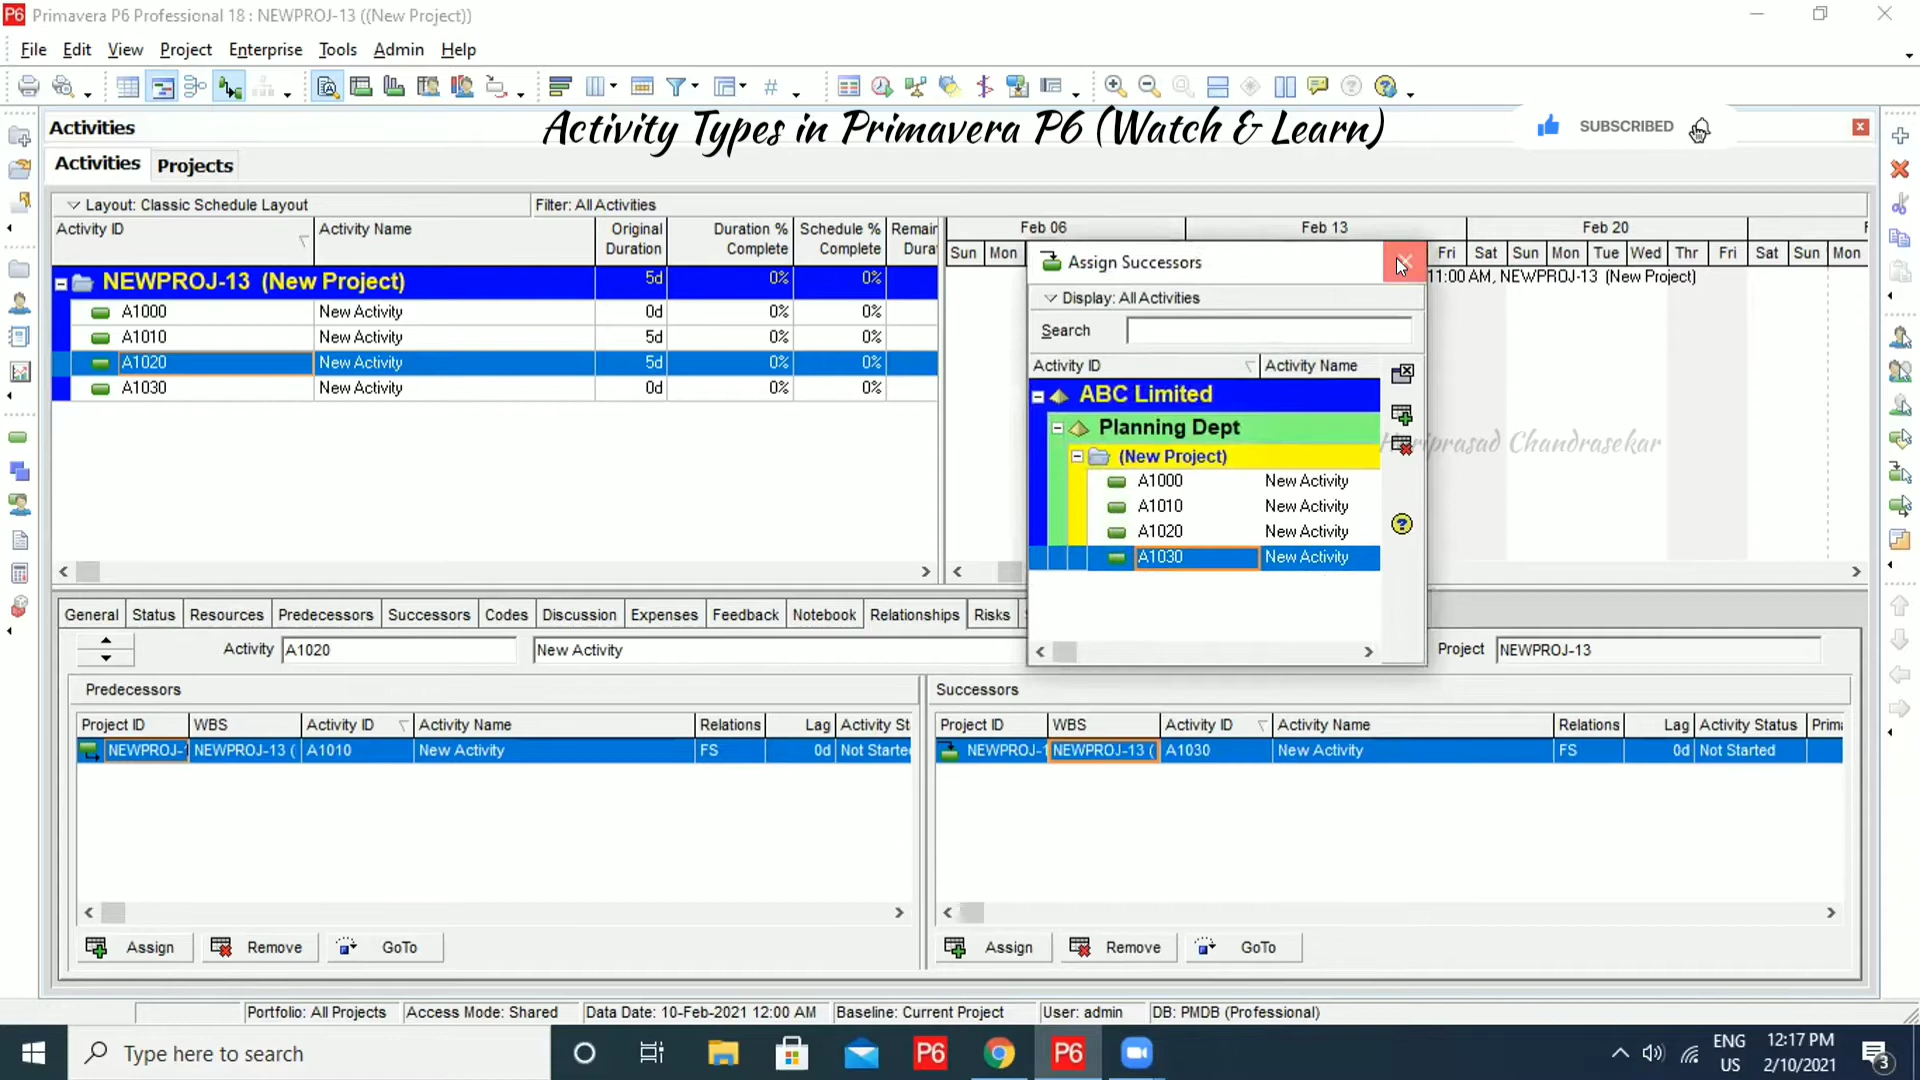 P6 Primavera P6 Professional 18 : NEWPROJ-13 ((New Project))
File Edit View Project Enterprise Tools Admin Help
Activity Types in Primavera P6 (Watch & Learn)
SUBSCRIBED
Activities
Activities Projects
Layout: Classic Schedule Layout Filter: All Activities
Activity ID Activity Name Original Duration Duration % Complete Schedule % Complete Remain Dura
NEWPROJ-13 (New Project) 5d 0% 0%
A1000 New Activity 0d 0% 0%
A1010 New Activity 5d 0% 0%
A1020 New Activity 5d 0% 0%
A1030 New Activity 0d 0% 0%
Feb 06 Feb 13 Feb 20 F
Sun Mon Fri Sat Sun Mon Tue Wed Thr Fri Sat Sun Mon
11:00 AM, NEWPROJ-13 (New Project)
Assign Successors
Display: All Activities
Search
Activity ID Activity Name
ABC Limited
Planning Dept
(New Project)
A1000 New Activity
A1010 New Activity
A1020 New Activity
A1030 New Activity
Hariprasad Chandrasekar
General Status Resources Predecessors Successors Codes Discussion Expenses Feedback Notebook Relationships Risks
Activity A1020 New Activity Project NEWPROJ-13
Predecessors
Project ID WBS Activity ID Activity Name Relations Lag Activity St
NEWPROJ-1 NEWPROJ-13 ( A1010 New Activity FS 0d Not Starte
Assign Remove GoTo
Successors
Project ID WBS Activity ID Activity Name Relations Lag Activity Status Prim
NEWPROJ-1 NEWPROJ-13 ( A1030 New Activity FS 0d Not Started
Assign Remove GoTo
Portfolio: All Projects Access Mode: Shared Data Date: 10-Feb-2021 12:00 AM Baseline: Current Project User: admin DB: PMDB (Professional)
Type here to search P6 P6 ENG US 12:17 PM 2/10/2021 3